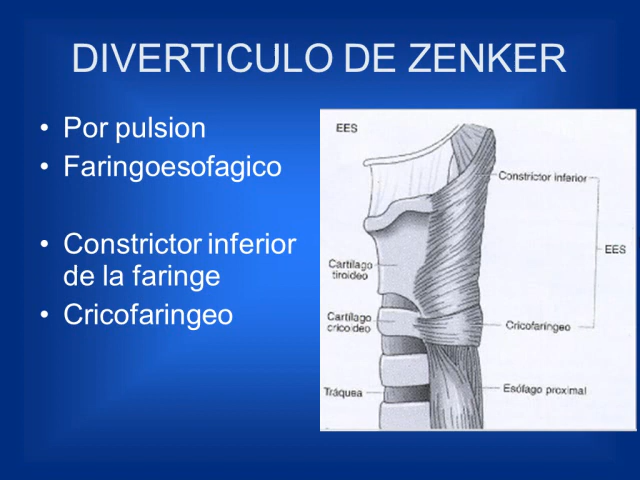 DIVERTICULO DE ZENKER
• Por pulsion
• Faringoesofagico
• Constrictor inferior
de la faringe
• Cricofaringeo
EES
Constrictor inferior
EES
Cartílago
tiroideo
Cartílago
cricoideo
Cricofaríngeo
Tráquea
Esófago proximal